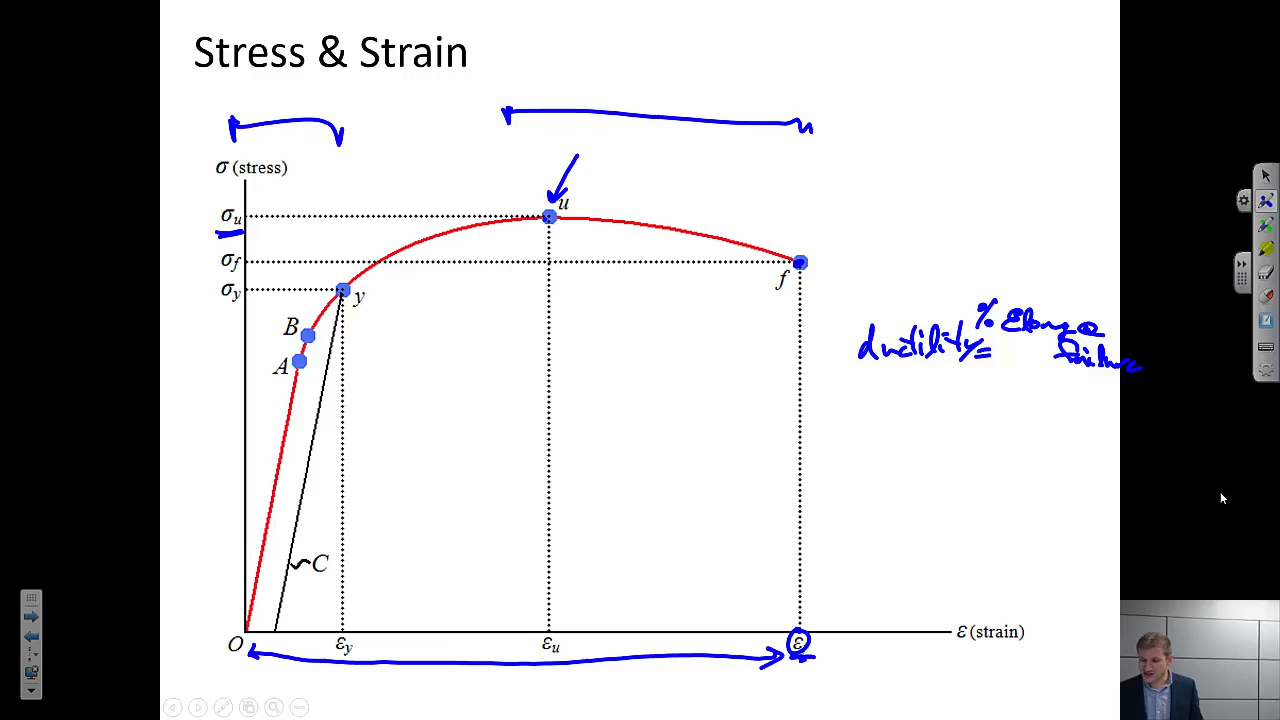 Stress & Strain
σ (stress)
σu
u
σf
f
σy
y
B
A
% Elong @
ductility = Failure
C
O
εy
εu
ε
ε (strain)